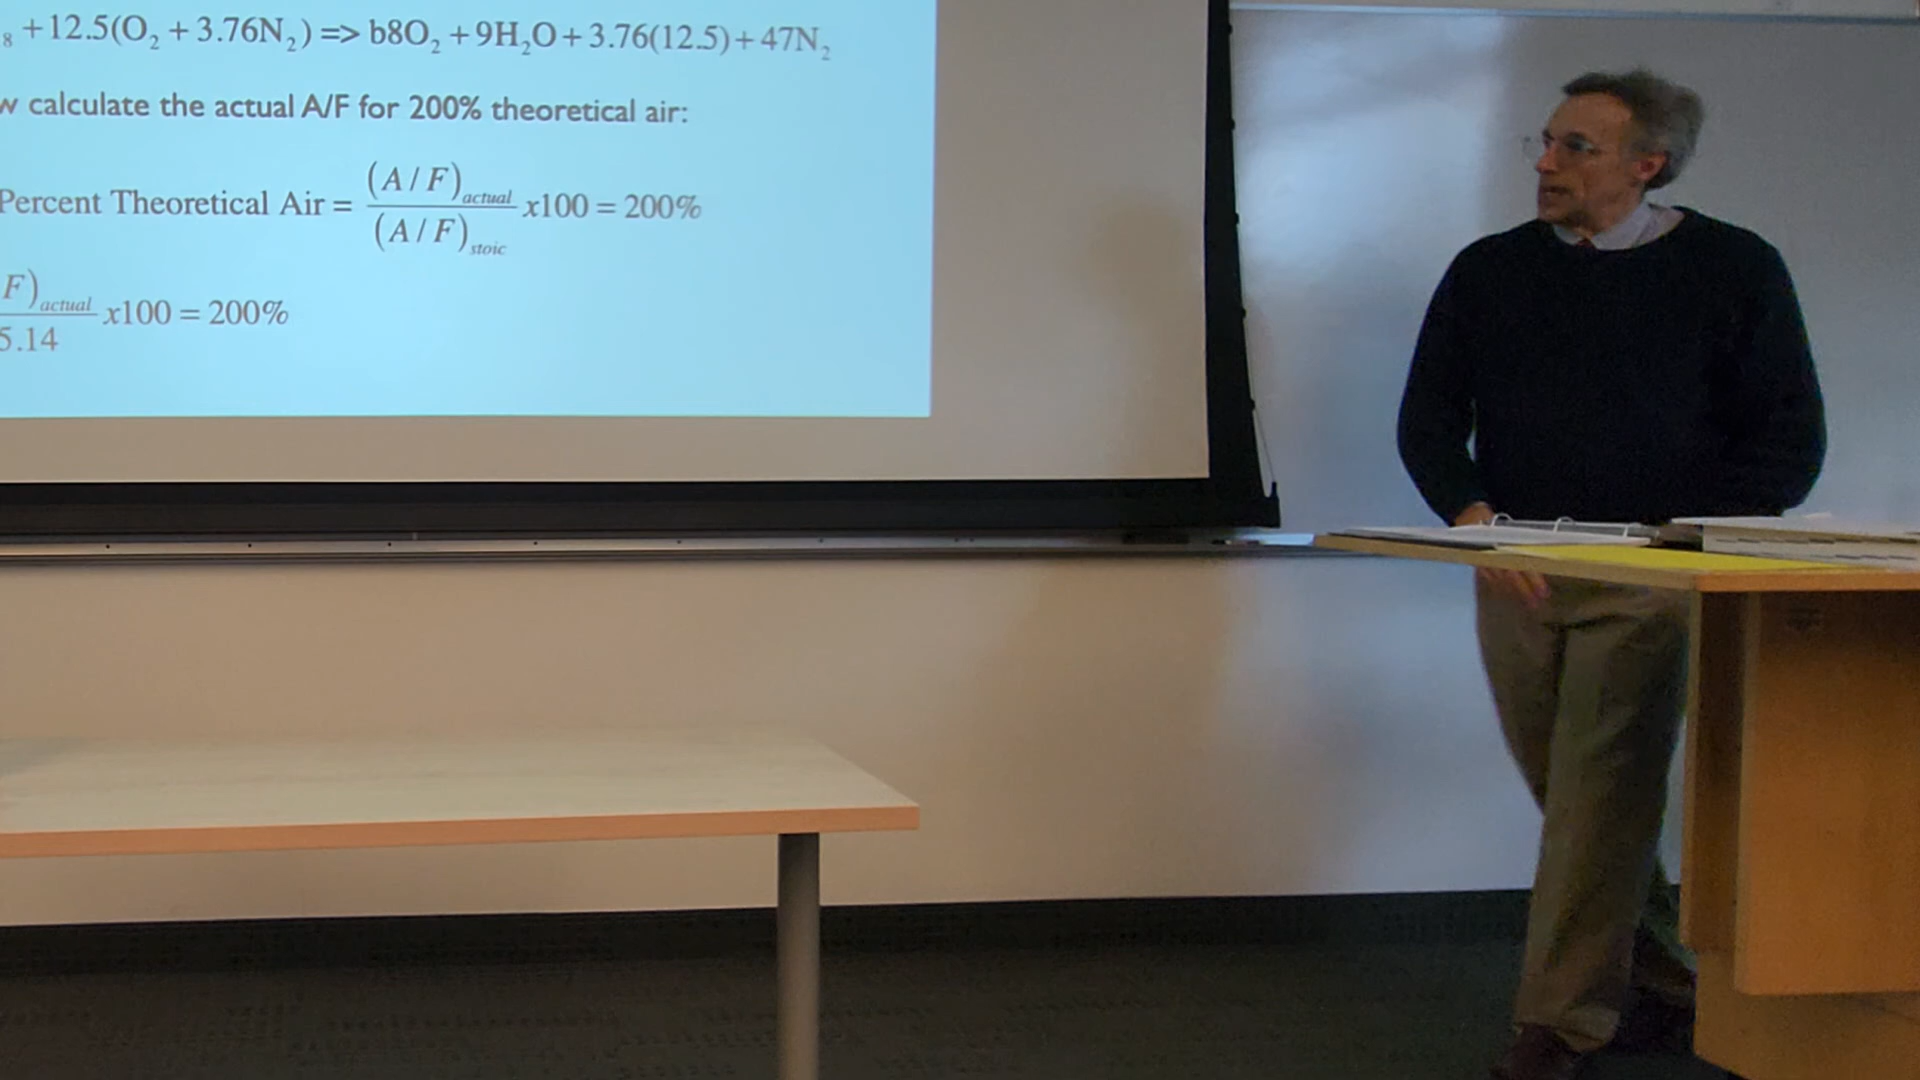 ₈ +12.5(O₂ + 3.76N₂) => b8O₂ + 9H₂O + 3.76(12.5) + 47N₂
w calculate the actual A/F for 200% theoretical air:
Percent Theoretical Air = (A / F)actual / (A / F)stoic x100 = 200%
F)actual / 5.14 x100 = 200%